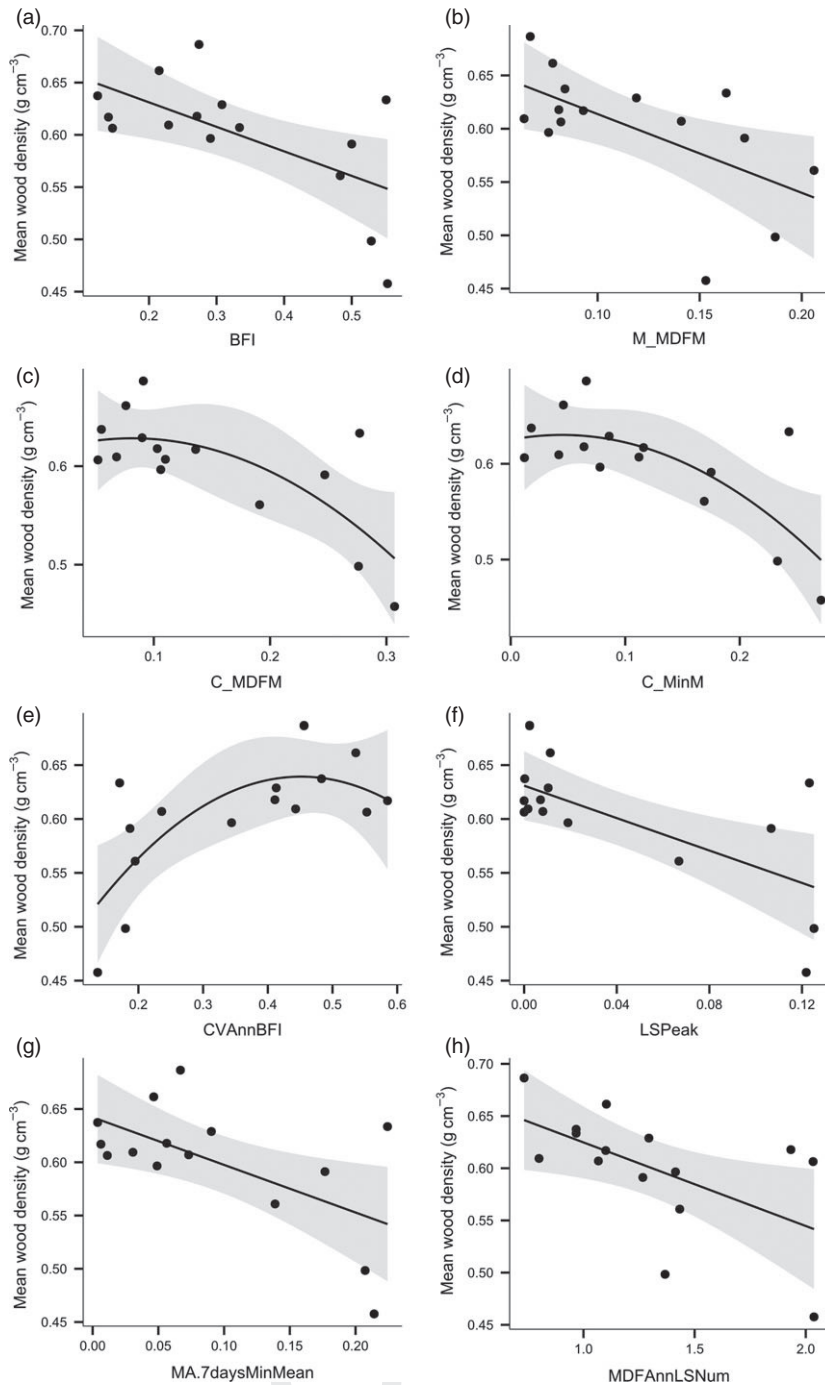 (a)
Mean wood density (g cm−3)
0.70
0.65
0.60
0.55
0.50
0.45
0.2 0.3 0.4 0.5
BFI
(b)
Mean wood density (g cm−3)
0.65
0.60
0.55
0.50
0.45
0.10 0.15 0.20
M_MDFM
(c)
Mean wood density (g cm−3)
0.6
0.5
0.1 0.2 0.3
C_MDFM
(d)
Mean wood density (g cm−3)
0.6
0.5
0.0 0.1 0.2
C_MinM
(e)
Mean wood density (g cm−3)
0.65
0.60
0.55
0.50
0.45
0.2 0.3 0.4 0.5 0.6
CVAnnBFI
(f)
Mean wood density (g cm−3)
0.65
0.60
0.55
0.50
0.45
0.00 0.04 0.08 0.12
LSPeak
(g)
Mean wood density (g cm−3)
0.65
0.60
0.55
0.50
0.45
0.00 0.05 0.10 0.15 0.20
MA.7daysMinMean
(h)
Mean wood density (g cm−3)
0.70
0.65
0.60
0.55
0.50
0.45
1.0 1.5 2.0
MDFAnnLSNum